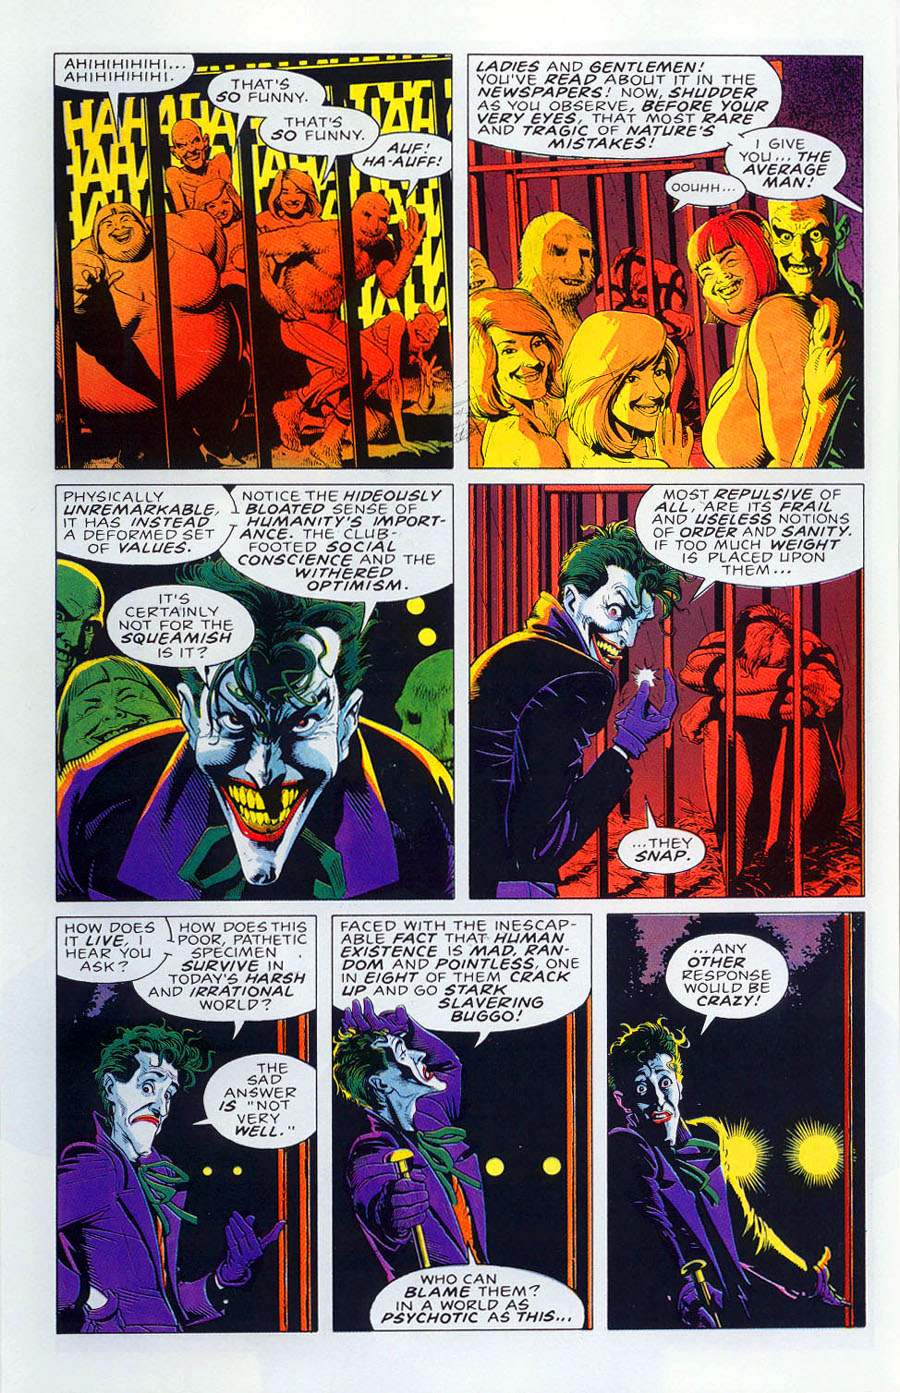 AHIHIHIHIHI...
AHIHIHIHIHI.
THAT'S
SO FUNNY.
THAT'S
SO FUNNY.
AUF!
HA-AUFF!
LADIES AND GENTLEMEN!
YOU'VE READ ABOUT IT IN THE
NEWSPAPERS! NOW, SHUDDER
AS YOU OBSERVE, BEFORE YOUR
VERY EYES, THAT MOST RARE
AND TRAGIC OF NATURE'S
MISTAKES!
I GIVE
YOU... THE
AVERAGE
MAN!
OOUHH...
PHYSICALLY
UNREMARKABLE,
IT HAS INSTEAD
A DEFORMED SET
OF VALUES.
NOTICE THE HIDEOUSLY
BLOATED SENSE OF
HUMANITY'S IMPORT-
ANCE. THE CLUB-
FOOTED SOCIAL
CONSCIENCE AND THE
WITHERED
OPTIMISM.
IT'S
CERTAINLY
NOT FOR THE
SQUEAMISH
IS IT?
MOST REPULSIVE OF
ALL, ARE ITS FRAIL
AND USELESS NOTIONS
OF ORDER AND SANITY.
IF TOO MUCH WEIGHT
IS PLACED UPON
THEM...
...THEY
SNAP.
HOW DOES
IT LIVE, I
HEAR YOU
ASK?
HOW DOES THIS
POOR, PATHETIC
SPECIMEN
SURVIVE IN
TODAY'S HARSH
AND IRRATIONAL
WORLD?
THE
SAD
ANSWER
IS "NOT
VERY
WELL."
FACED WITH THE INESCAP-
ABLE FACT THAT HUMAN
EXISTENCE IS MAD, RAN-
DOM AND POINTLESS, ONE
IN EIGHT OF THEM CRACK
UP AND GO STARK
SLAVERING
BUGGO!
WHO CAN
BLAME THEM?
IN A WORLD AS
PSYCHOTIC AS THIS...
...ANY
OTHER
RESPONSE
WOULD BE
CRAZY!